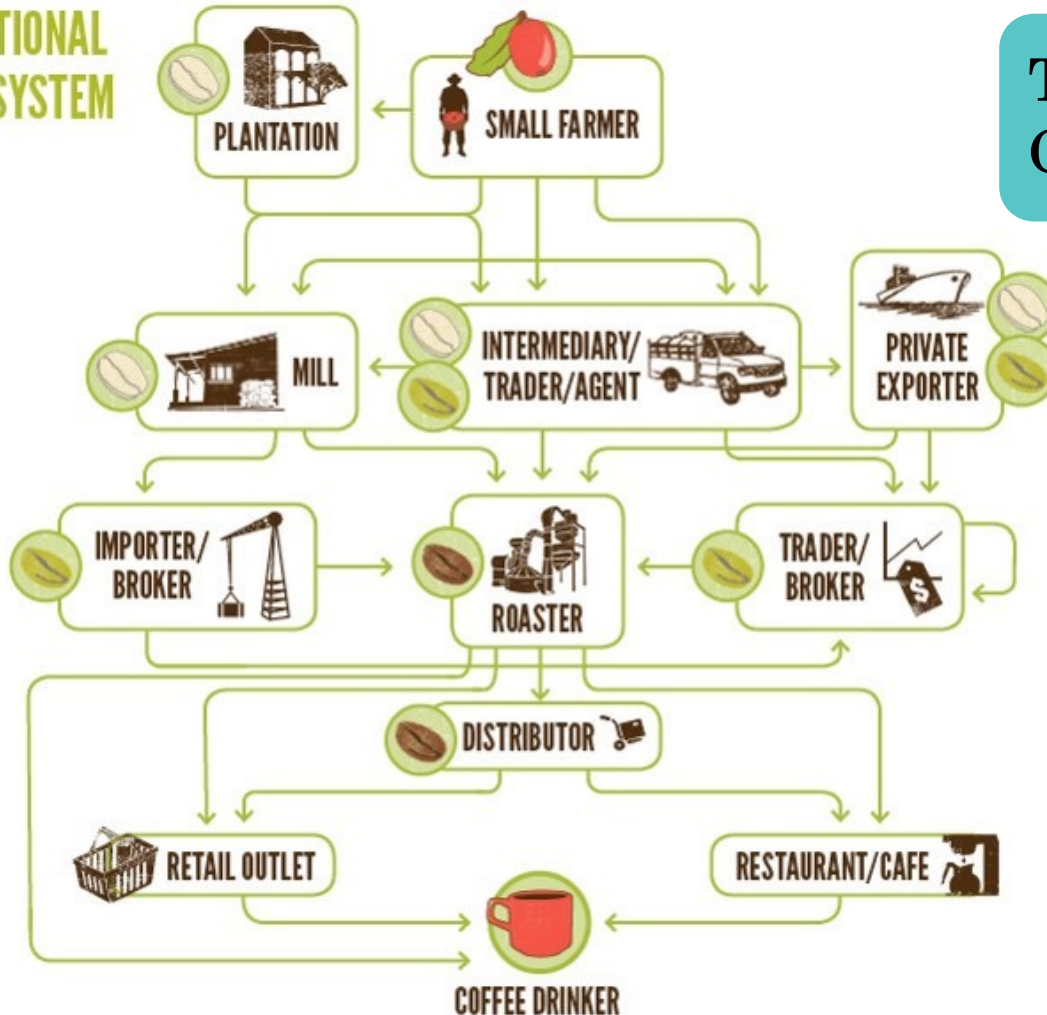 SYSTEM
PLANTATION
SMALL FARMER
MILL
INTERMEDIARY/
TRADER/AGENT
PRIVATE
EXPORTER
IMPORTER/
BROKER
ROASTER
TRADER/
BROKER
$
DISTRIBUTOR
RETAIL OUTLET
RESTAURANT/CAFE
COFFEE DRINKER